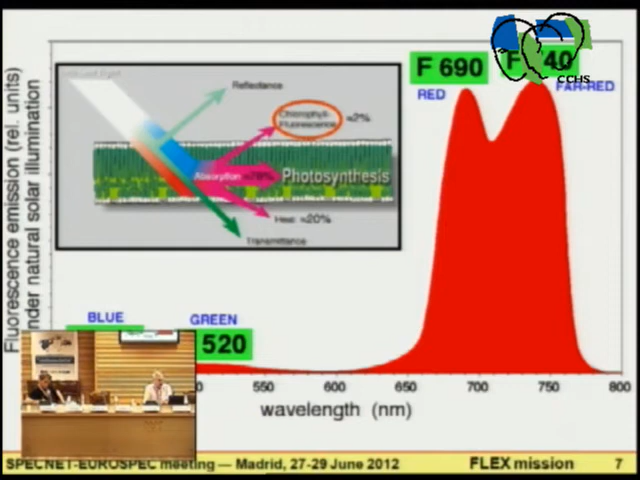 F 690
F 740
CCHS
RED
FAR-RED
Reflectance
Chlorophyll-
Fluorescence ≈2%
Absorption ≈78% Photosynthesis
Heat ≈20%
Transmittance
Fluorescence emission (rel. units)
under natural solar illumination
BLUE
GREEN
520
550 600 650 700 750 800
wavelength (nm)
SPECNET-EUROSPEC meeting — Madrid, 27-29 June 2012 FLEX mission 7